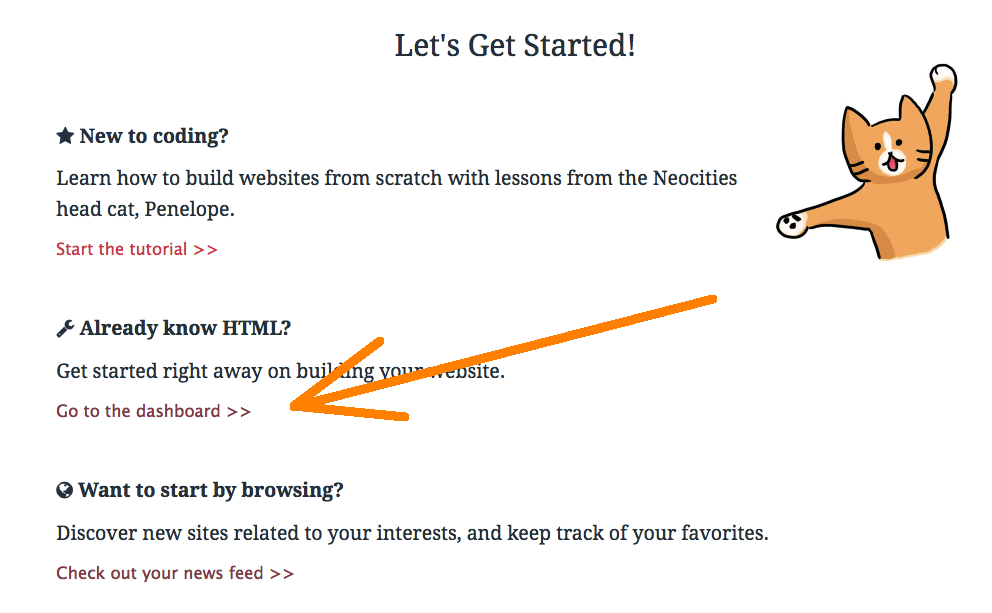 Let's Get Started!
New to coding?
Learn how to build websites from scratch with lessons from the Neocities
head cat, Penelope.
Start the tutorial >>
Already know HTML?
Get started right away on building your website.
Go to the dashboard >>
Want to start by browsing?
Discover new sites related to your interests, and keep track of your favorites.
Check out your news feed >>